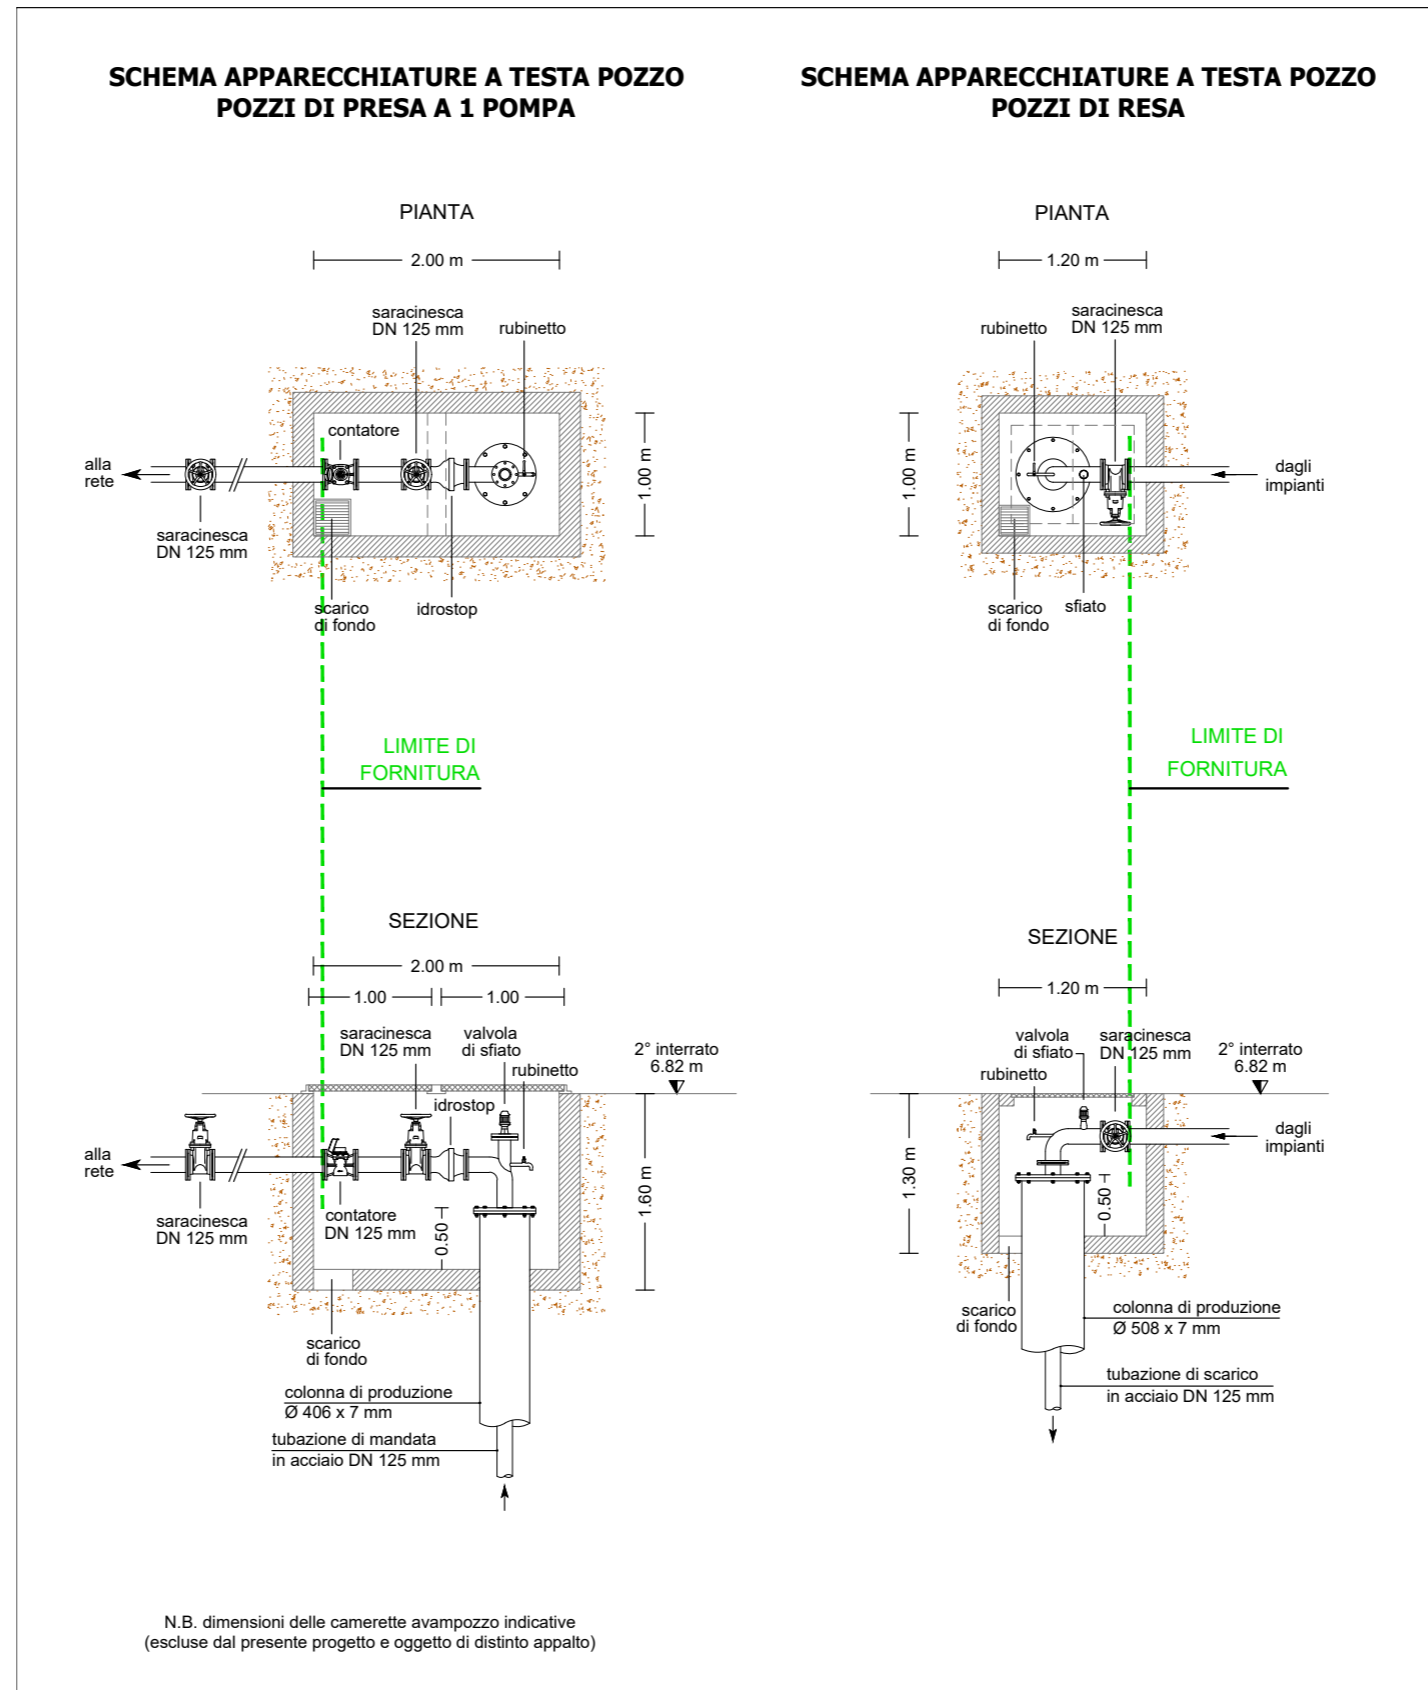 SCHEMA APPARECCHIATURE A TESTA POZZO
POZZI DI PRESA A 1 POMPA
PIANTA
2.00 m
saracinesca
DN 125 mm
rubinetto
contatore
alla
rete
1.00 m
saracinesca
DN 125 mm
scarico
di fondo
idrostop
LIMITE DI
FORNITURA
SEZIONE
2.00 m
1.00
1.00
saracinesca
DN 125 mm
valvola
di sfiato
rubinetto
2° interrato
6.82 m
idrostop
alla
rete
1.60 m
saracinesca
DN 125 mm
contatore
DN 125 mm
0.50
scarico
di fondo
colonna di produzione
Ø 406 x 7 mm
tubazione di mandata
in acciaio DN 125 mm
N.B. dimensioni delle camerette avampozzo indicative
(escluse dal presente progetto e oggetto di distinto appalto)
SCHEMA APPARECCHIATURE A TESTA POZZO
POZZI DI RESA
PIANTA
1.20 m
saracinesca
DN 125 mm
rubinetto
1.00 m
dagli
impianti
scarico
di fondo
sfiato
LIMITE DI
FORNITURA
SEZIONE
1.20 m
valvola
di sfiato
saracinesca
DN 125 mm
rubinetto
2° interrato
6.82 m
dagli
impianti
1.30 m
0.50
scarico
di fondo
colonna di produzione
Ø 508 x 7 mm
tubazione di scarico
in acciaio DN 125 mm